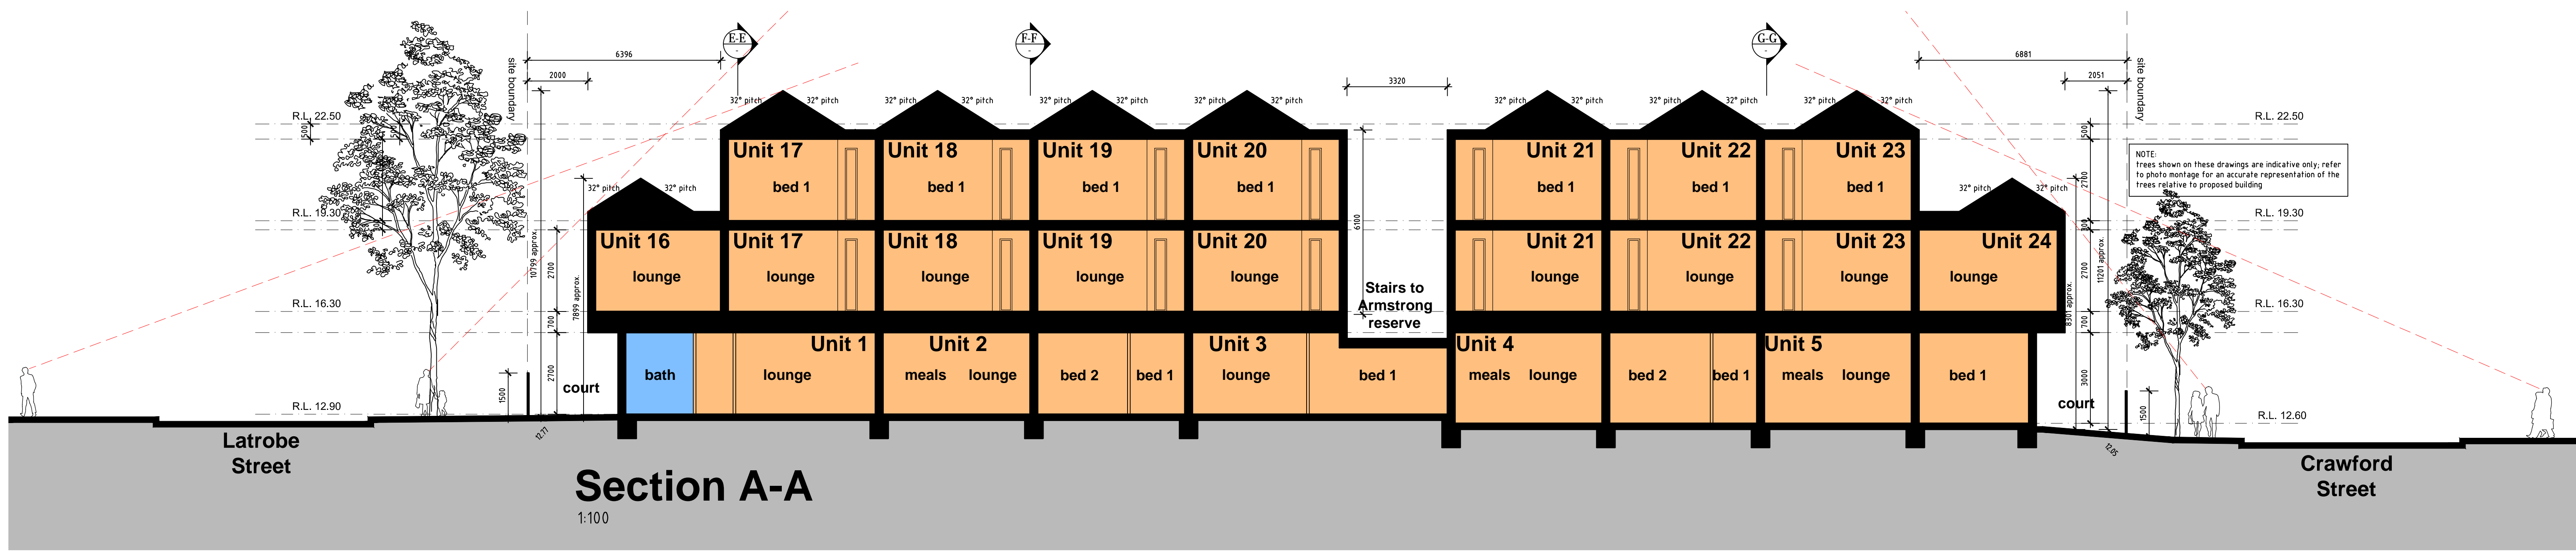 E-E
-
F-F
-
G-G
-
6396
2000
site boundary
3320
6881
2051
site boundary
32° pitch 32° pitch 32° pitch 32° pitch 32° pitch 32° pitch 32° pitch 32° pitch
32° pitch 32° pitch 32° pitch 32° pitch 32° pitch 32° pitch
R.L. 22.50
500
R.L. 22.50
500
NOTE:
trees shown on these drawings are indicative only; refer
to photo montage for an accurate representation of the
trees relative to proposed building
Unit 17
bed 1
Unit 18
bed 1
Unit 19
bed 1
Unit 20
bed 1
Unit 21
bed 1
Unit 22
bed 1
Unit 23
bed 1
2700
32° pitch 32° pitch
32° pitch 32° pitch
R.L. 19.30
R.L. 19.30
300
6100
10799 approx.
7899 approx.
11201 approx.
8301 approx.
Unit 16
lounge
Unit 17
lounge
Unit 18
lounge
Unit 19
lounge
Unit 20
lounge
Unit 21
lounge
Unit 22
lounge
Unit 23
lounge
Unit 24
lounge
2700
2700
Stairs to
Armstrong
reserve
R.L. 16.30
R.L. 16.30
700
700
Unit 1
bath
lounge
Unit 2
meals lounge
bed 2
bed 1
Unit 3
lounge
bed 1
Unit 4
meals lounge
bed 2
bed 1
Unit 5
meals lounge
bed 1
2700
3000
1500
1500
court
court
R.L. 12.90
R.L. 12.60
12.77
12.05
Latrobe
Street
Crawford
Street
Section A-A
1:100